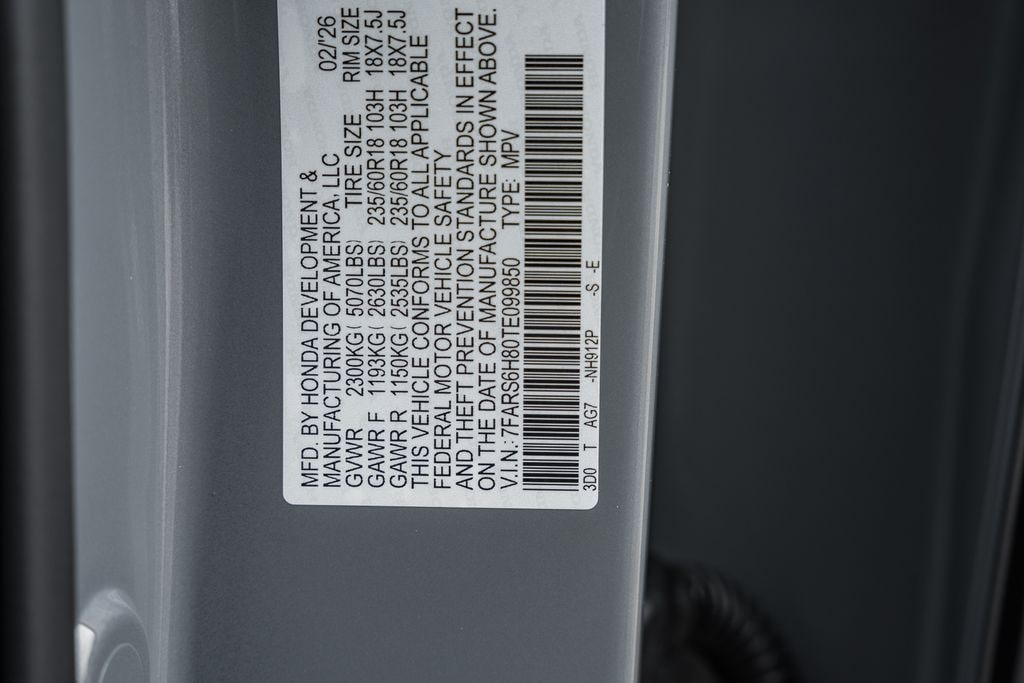 MFD. BY HONDA DEVELOPMENT &
MANUFACTURING OF AMERICA, LLC 02/'26
GVWR 2300KG( 5070LBS) TIRE SIZE RIM SIZE
GAWR F 1193KG( 2630LBS) 235/60R18 103H 18X7.5J
GAWR R 1150KG( 2535LBS) 235/60R18 103H 18X7.5J
THIS VEHICLE CONFORMS TO ALL APPLICABLE
FEDERAL MOTOR VEHICLE SAFETY
AND THEFT PREVENTION STANDARDS IN EFFECT
ON THE DATE OF MANUFACTURE SHOWN ABOVE.
V.I.N.: 7FARS6H80TE099850 TYPE: MPV
3D0 T AG7 -NH912P -S -E